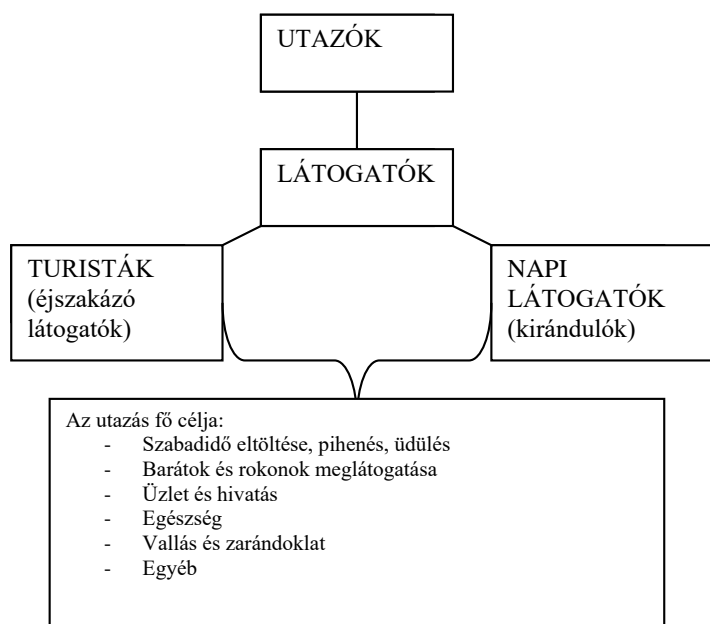 UTAZÓK
LÁTOGATÓK
TURISTÁK
(éjszakázó
látogatók)
NAPI
LÁTOGATÓK
(kirándulók)
Az utazás fő célja:
- Szabadidő eltöltése, pihenés, üdülés
- Barátok és rokonok meglátogatása
- Üzlet és hivatás
- Egészség
- Vallás és zarándoklat
- Egyéb